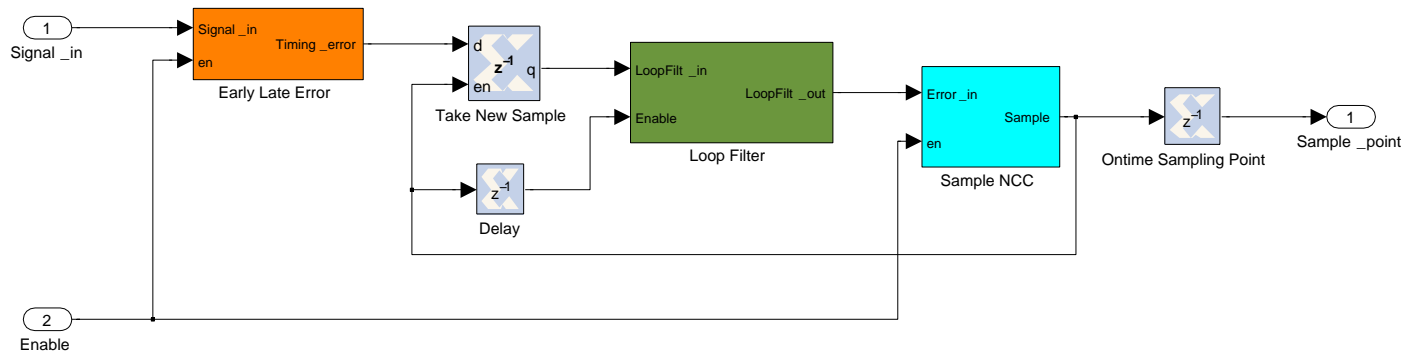 1
Signal _in
Signal _in
en
Timing _error
Early Late Error
d
en
z⁻¹
q
Take New Sample
z⁻¹
Delay
LoopFilt _in
Enable
LoopFilt _out
Loop Filter
Error _in
en
Sample
Sample NCC
z⁻¹
Ontime Sampling Point
1
Sample _point
2
Enable